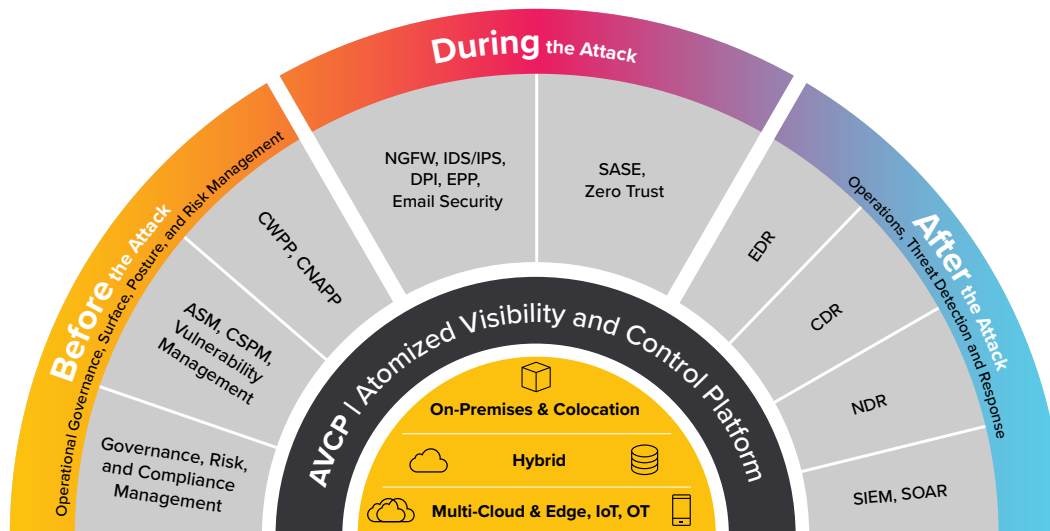 Before the Attack
Operational Governance, Surface, Posture, and Risk Management
Governance, Risk,
and Compliance
Management
ASM, CSPM,
Vulnerability
Management
CWPP, CNAPP
During the Attack
NGFW, IDS/IPS,
DPI, EPP,
Email Security
SASE,
Zero Trust
After the Attack
Operations, Threat Detection and Response
EDR
CDR
NDR
SIEM, SOAR
AVCP | Atomized Visibility and Control Platform
On-Premises & Colocation
Hybrid
Multi-Cloud & Edge, IoT, OT